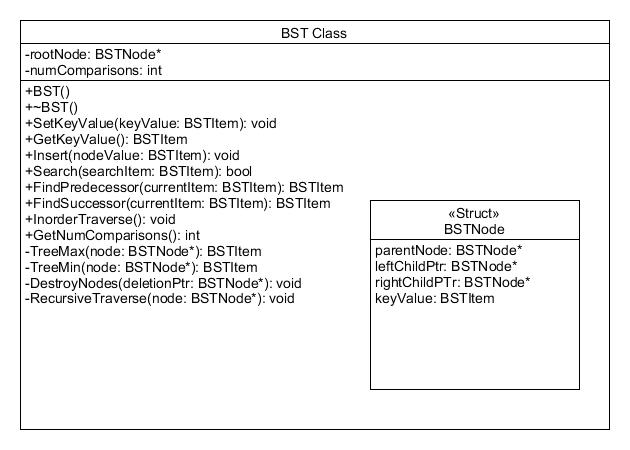 BST Class
-rootNode: BSTNode*
-numComparisons: int
+BST()
+~BST()
+SetKeyValue(keyValue: BSTItem): void
+GetKeyValue(): BSTItem
+Insert(nodeValue: BSTItem): void
+Search(searchItem: BSTItem): bool
+FindPredecessor(currentItem: BSTItem): BSTItem
+FindSuccessor(currentItem: BSTItem): BSTItem
+InorderTraverse(): void
+GetNumComparisons(): int
-TreeMax(node: BSTNode*): BSTItem
-TreeMin(node: BSTNode*): BSTItem
-DestroyNodes(deletionPtr: BSTNode*): void
-RecursiveTraverse(node: BSTNode*): void
«Struct»
BSTNode
parentNode: BSTNode*
leftChildPtr: BSTNode*
rightChildPTr: BSTNode*
keyValue: BSTItem